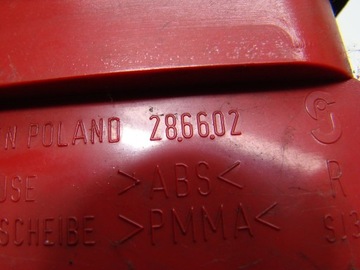 N POLAND 28.66.02
USE >ABS< R
SCHEIBE >PMMA<